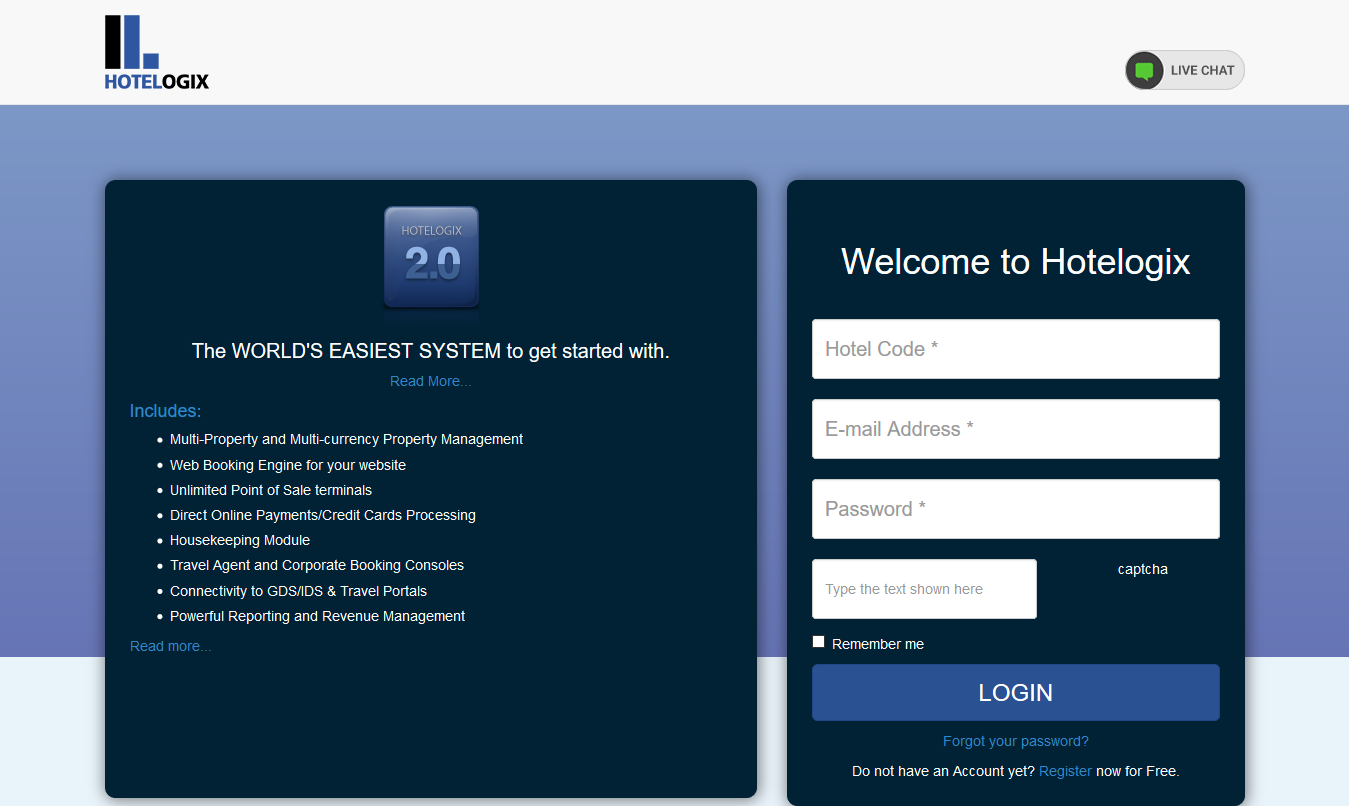 HOTELOGIX
LIVE CHAT
HOTELOGIX
2.0
The WORLD'S EASIEST SYSTEM to get started with.
Read More...
Includes:
Multi-Property and Multi-currency Property Management
Web Booking Engine for your website
Unlimited Point of Sale terminals
Direct Online Payments/Credit Cards Processing
Housekeeping Module
Travel Agent and Corporate Booking Consoles
Connectivity to GDS/IDS & Travel Portals
Powerful Reporting and Revenue Management
Read more...
Welcome to Hotelogix
Hotel Code *
E-mail Address *
Password *
Type the text shown here
captcha
Remember me
LOGIN
Forgot your password?
Do not have an Account yet? Register now for Free.